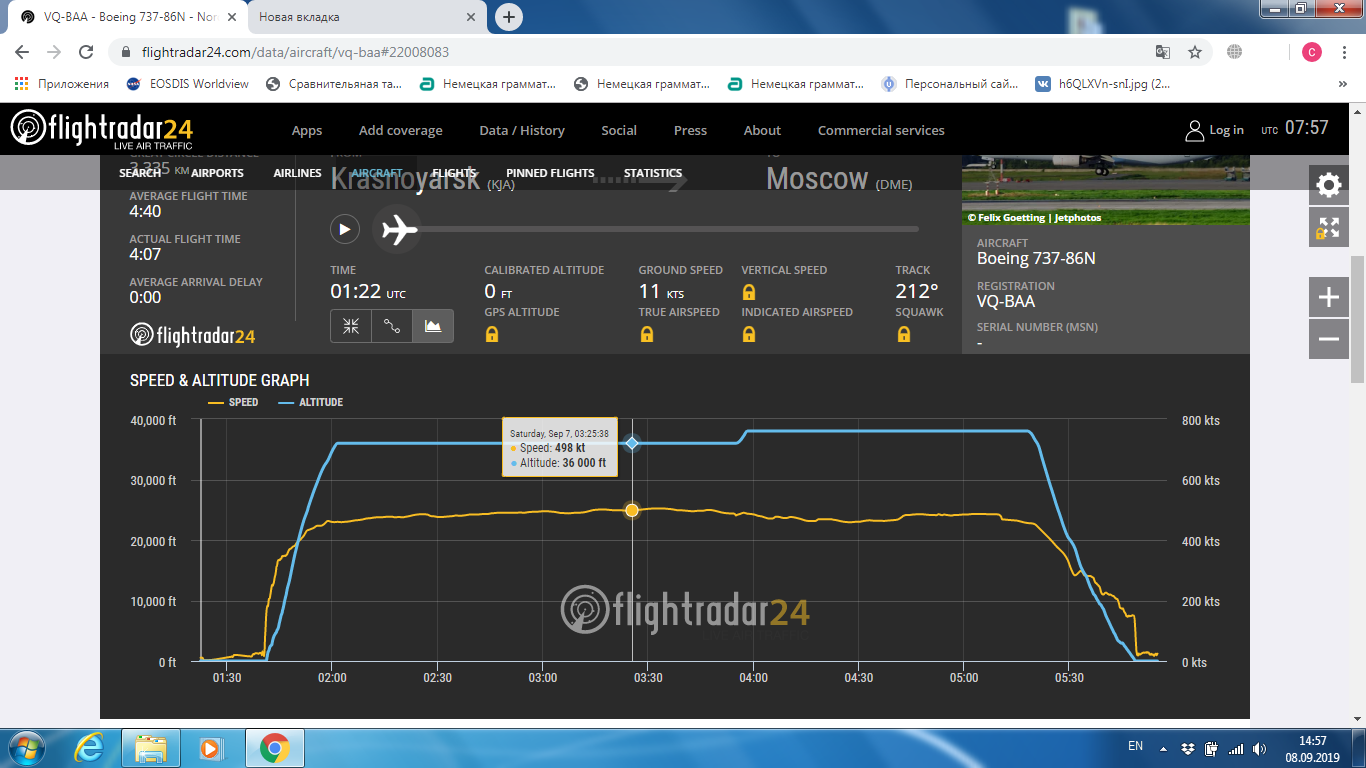 VQ-BAA - Boeing 737-86N - Nor
Новая вкладка
flightradar24.com/data/aircraft/vq-baa#22008083
C
Приложения
EOSDIS Worldview
Сравнительная та...
Немецкая граммат...
Немецкая граммат...
Немецкая граммат...
Персональный сай...
h6QLXVn-snI.jpg (2...
»
flightradar24
LIVE AIR TRAFFIC
Apps
Add coverage
Data / History
Social
Press
About
Commercial services
Log in
UTC 07:57
GREAT CIRCLE DISTANCE
FROM
TO
3,335 KM
SEARCH
AIRPORTS
AIRLINES
AIRCRAFT
FLIGHTS
PINNED FLIGHTS
STATISTICS
Krasnoyarsk (KJA)
Moscow (DME)
AVERAGE FLIGHT TIME
4:40
ACTUAL FLIGHT TIME
4:07
AVERAGE ARRIVAL DELAY
0:00
flightradar24
TIME
01:22 UTC
CALIBRATED ALTITUDE
0 FT
GROUND SPEED
11 KTS
VERTICAL SPEED
TRACK
212°
GPS ALTITUDE
TRUE AIRSPEED
INDICATED AIRSPEED
SQUAWK
© Felix Goetting | Jetphotos
AIRCRAFT
Boeing 737-86N
REGISTRATION
VQ-BAA
SERIAL NUMBER (MSN)
-
SPEED & ALTITUDE GRAPH
SPEED
ALTITUDE
40,000 ft
30,000 ft
20,000 ft
10,000 ft
0 ft
Saturday, Sep 7, 03:25:38
Speed: 498 kt
Altitude: 36 000 ft
flightradar24
800 kts
600 kts
400 kts
200 kts
0 kts
01:30
02:00
02:30
03:00
03:30
04:00
04:30
05:00
05:30
EN
14:57
08.09.2019